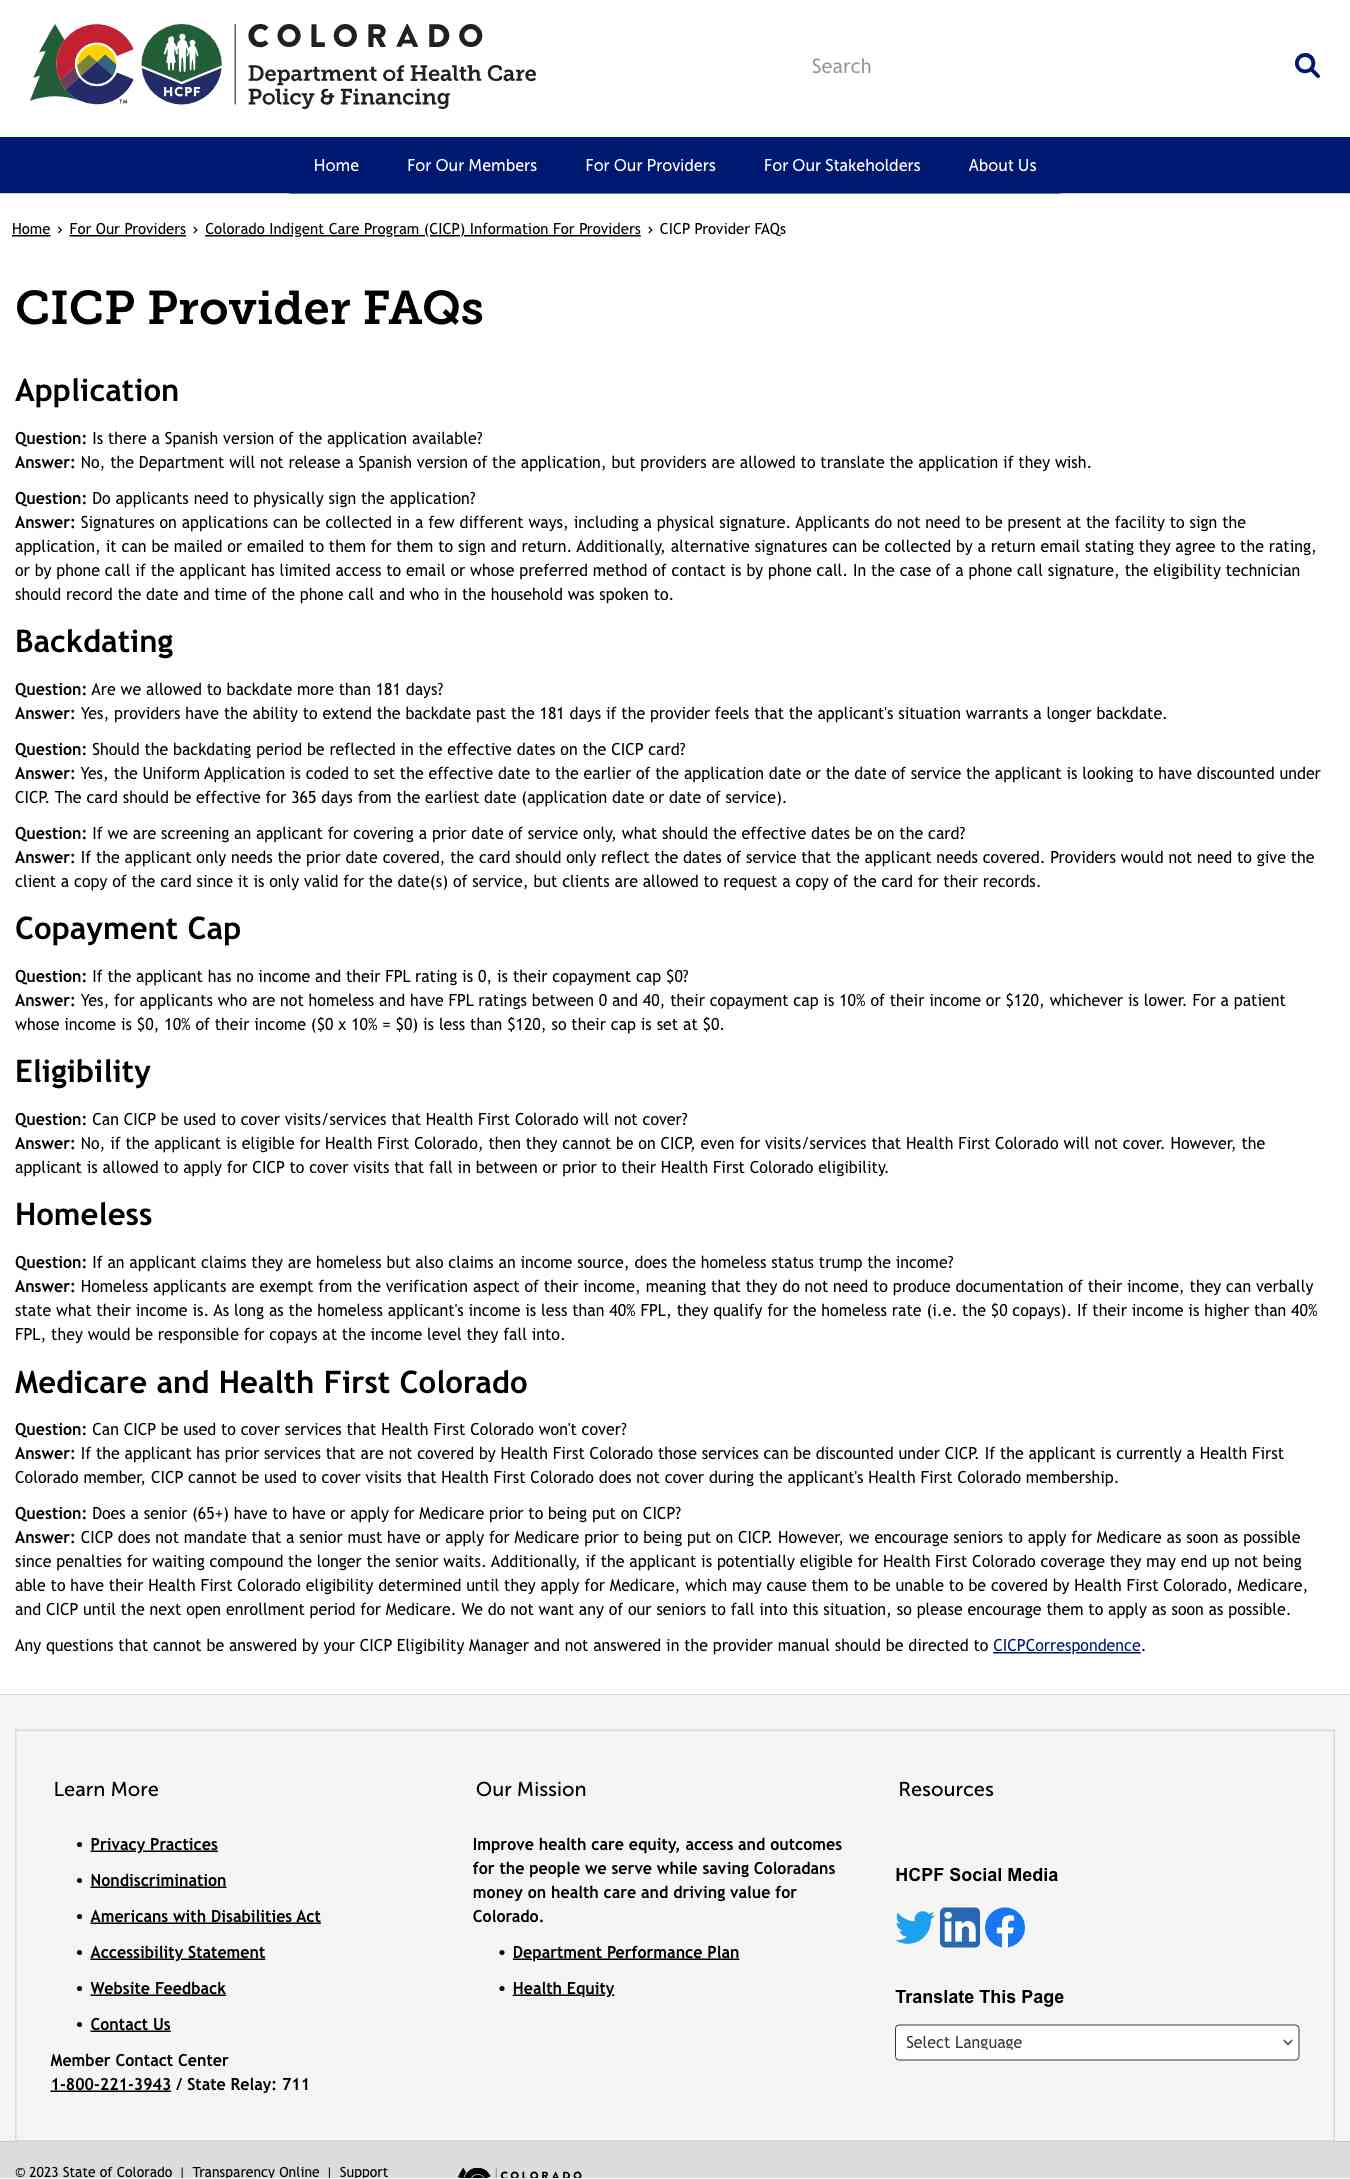 COLORADO
Department of Health Care
Policy & Financing
HCPF
TM
Search
Home
For Our Members
For Our Providers
For Our Stakeholders
About Us
Home › For Our Providers › Colorado Indigent Care Program (CICP) Information For Providers › CICP Provider FAQs
CICP Provider FAQs
Application
Question: Is there a Spanish version of the application available?
Answer: No, the Department will not release a Spanish version of the application, but providers are allowed to translate the application if they wish.
Question: Do applicants need to physically sign the application?
Answer: Signatures on applications can be collected in a few different ways, including a physical signature. Applicants do not need to be present at the facility to sign the
application, it can be mailed or emailed to them for them to sign and return. Additionally, alternative signatures can be collected by a return email stating they agree to the rating,
or by phone call if the applicant has limited access to email or whose preferred method of contact is by phone call. In the case of a phone call signature, the eligibility technician
should record the date and time of the phone call and who in the household was spoken to.
Backdating
Question: Are we allowed to backdate more than 181 days?
Answer: Yes, providers have the ability to extend the backdate past the 181 days if the provider feels that the applicant's situation warrants a longer backdate.
Question: Should the backdating period be reflected in the effective dates on the CICP card?
Answer: Yes, the Uniform Application is coded to set the effective date to the earlier of the application date or the date of service the applicant is looking to have discounted under
CICP. The card should be effective for 365 days from the earliest date (application date or date of service).
Question: If we are screening an applicant for covering a prior date of service only, what should the effective dates be on the card?
Answer: If the applicant only needs the prior date covered, the card should only reflect the dates of service that the applicant needs covered. Providers would not need to give the
client a copy of the card since it is only valid for the date(s) of service, but clients are allowed to request a copy of the card for their records.
Copayment Cap
Question: If the applicant has no income and their FPL rating is 0, is their copayment cap $0?
Answer: Yes, for applicants who are not homeless and have FPL ratings between 0 and 40, their copayment cap is 10% of their income or $120, whichever is lower. For a patient
whose income is $0, 10% of their income ($0 x 10% = $0) is less than $120, so their cap is set at $0.
Eligibility
Question: Can CICP be used to cover visits/services that Health First Colorado will not cover?
Answer: No, if the applicant is eligible for Health First Colorado, then they cannot be on CICP, even for visits/services that Health First Colorado will not cover. However, the
applicant is allowed to apply for CICP to cover visits that fall in between or prior to their Health First Colorado eligibility.
Homeless
Question: If an applicant claims they are homeless but also claims an income source, does the homeless status trump the income?
Answer: Homeless applicants are exempt from the verification aspect of their income, meaning that they do not need to produce documentation of their income, they can verbally
state what their income is. As long as the homeless applicant's income is less than 40% FPL, they qualify for the homeless rate (i.e. the $0 copays). If their income is higher than 40%
FPL, they would be responsible for copays at the income level they fall into.
Medicare and Health First Colorado
Question: Can CICP be used to cover services that Health First Colorado won't cover?
Answer: If the applicant has prior services that are not covered by Health First Colorado those services can be discounted under CICP. If the applicant is currently a Health First
Colorado member, CICP cannot be used to cover visits that Health First Colorado does not cover during the applicant's Health First Colorado membership.
Question: Does a senior (65+) have to have or apply for Medicare prior to being put on CICP?
Answer: CICP does not mandate that a senior must have or apply for Medicare prior to being put on CICP. However, we encourage seniors to apply for Medicare as soon as possible
since penalties for waiting compound the longer the senior waits. Additionally, if the applicant is potentially eligible for Health First Colorado coverage they may end up not being
able to have their Health First Colorado eligibility determined until they apply for Medicare, which may cause them to be unable to be covered by Health First Colorado, Medicare,
and CICP until the next open enrollment period for Medicare. We do not want any of our seniors to fall into this situation, so please encourage them to apply as soon as possible.
Any questions that cannot be answered by your CICP Eligibility Manager and not answered in the provider manual should be directed to CICPCorrespondence.
Learn More
• Privacy Practices
• Nondiscrimination
• Americans with Disabilities Act
• Accessibility Statement
• Website Feedback
• Contact Us
Member Contact Center
1-800-221-3943 / State Relay: 711
Our Mission
Improve health care equity, access and outcomes
for the people we serve while saving Coloradans
money on health care and driving value for
Colorado.
• Department Performance Plan
• Health Equity
Resources
HCPF Social Media
in
Translate This Page
Select Language
© 2023 State of Colorado | Transparency Online | Support
COLORADO